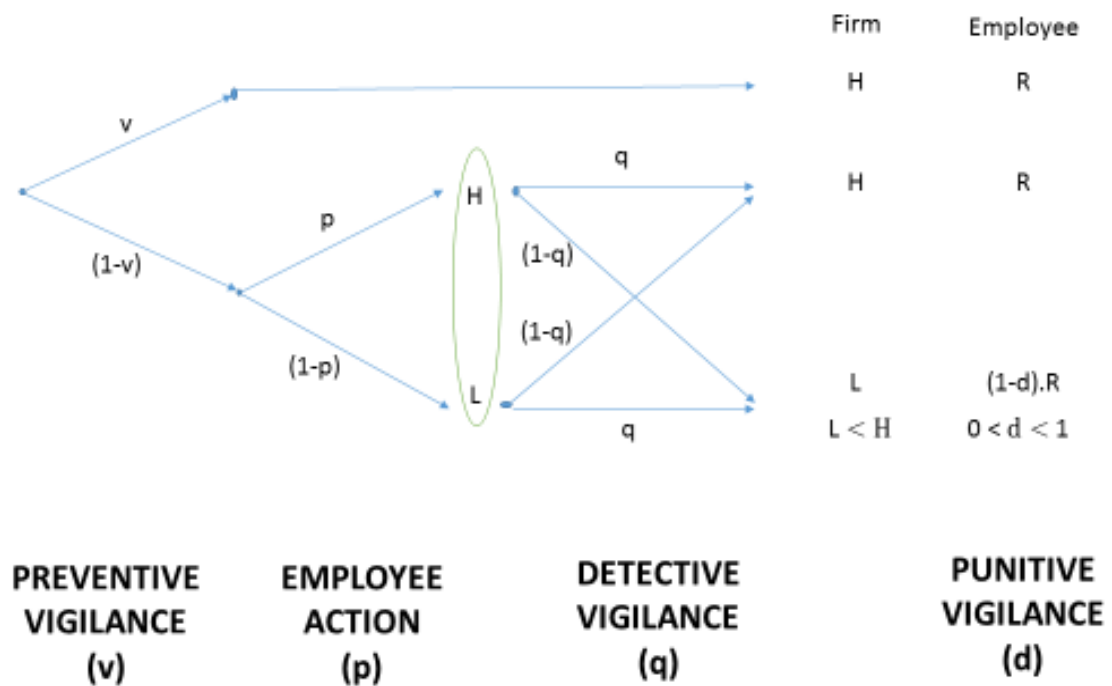 Firm Employee
H R
v
q
H
H R
p
(1-v)
(1-q)
(1-q)
(1-p)
L
L (1-d).R
q
L < H 0 < d < 1
PREVENTIVE
VIGILANCE
(v)
EMPLOYEE
ACTION
(p)
DETECTIVE
VIGILANCE
(q)
PUNITIVE
VIGILANCE
(d)